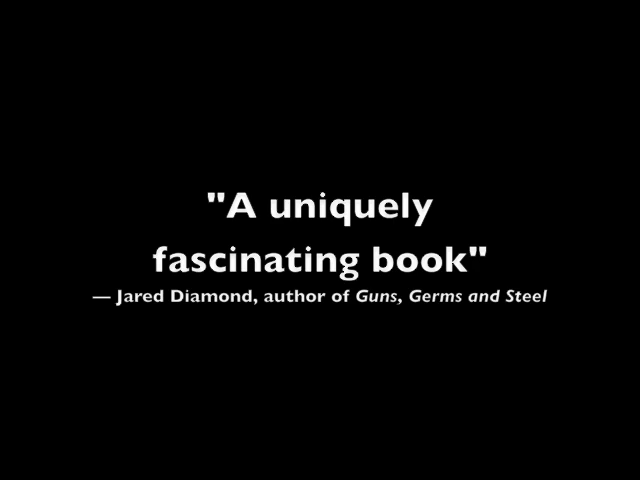 "A uniquely
fascinating book"
— Jared Diamond, author of Guns, Germs and Steel